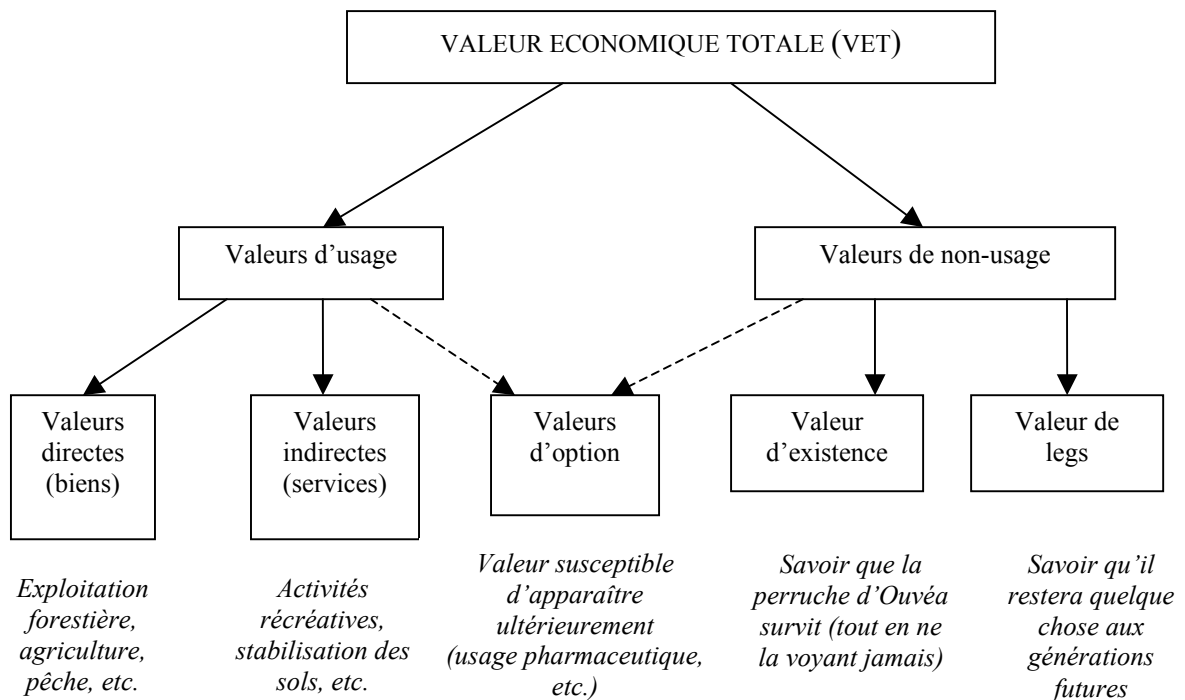 VALEUR ECONOMIQUE TOTALE (VET)
Valeurs d’usage
Valeurs de non-usage
Valeurs
directes
(biens)
Valeurs
indirectes
(services)
Valeurs
d’option
Valeur
d’existence
Valeur de
legs
Exploitation
forestière,
agriculture,
pêche, etc.
Activités
récréatives,
stabilisation des
sols, etc.
Valeur susceptible
d’apparaître
ultérieurement
(usage pharmaceutique,
etc.)
Savoir que la
perruche d’Ouvéa
survit (tout en ne
la voyant jamais)
Savoir qu’il
restera quelque
chose aux
générations
futures